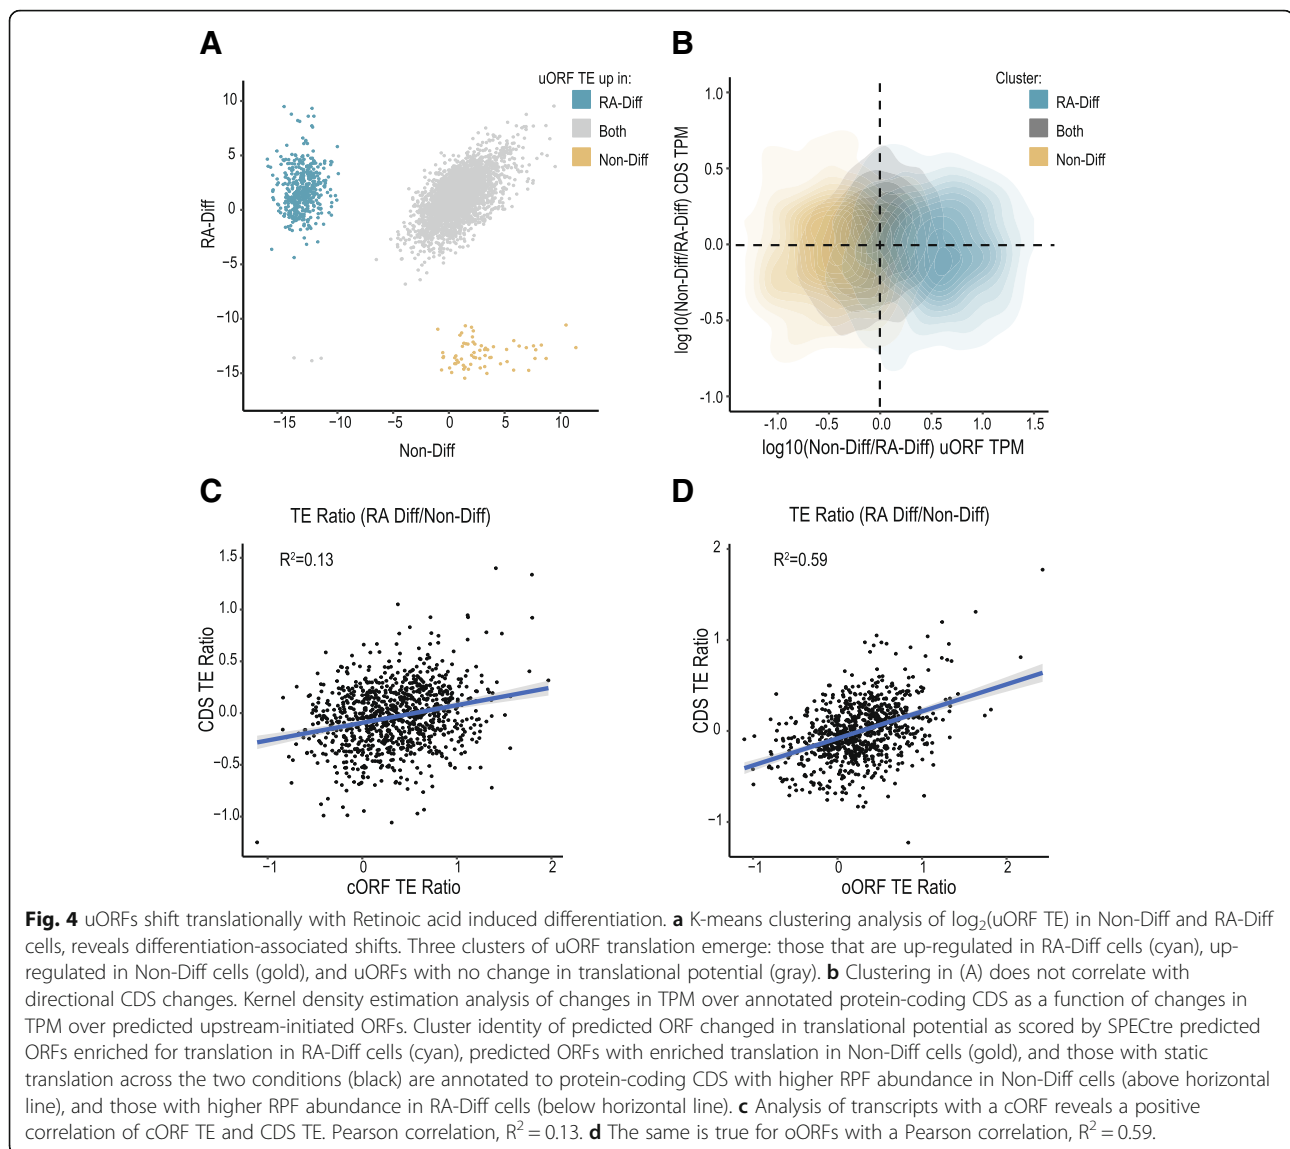 A
uORF TE up in:
RA-Diff
Both
Non-Diff
10
5
0
−5
−10
−15
RA-Diff
−15
−10
−5
0
5
10
Non-Diff
B
Cluster:
RA-Diff
Both
Non-Diff
1.0
0.5
0.0
-0.5
-1.0
log10(Non-Diff/RA-Diff) CDS TPM
-1.0
-0.5
0.0
0.5
1.0
1.5
log10(Non-Diff/RA-Diff) uORF TPM
C
TE Ratio (RA Diff/Non-Diff)
R²=0.13
1.5
1.0
0.5
0.0
−0.5
−1.0
CDS TE Ratio
−1
0
1
2
cORF TE Ratio
D
TE Ratio (RA Diff/Non-Diff)
R²=0.59
2
1
0
−1
CDS TE Ratio
−1
0
1
2
oORF TE Ratio
Fig. 4 uORFs shift translationally with Retinoic acid induced differentiation. a K-means clustering analysis of log₂(uORF TE) in Non-Diff and RA-Diff
cells, reveals differentiation-associated shifts. Three clusters of uORF translation emerge: those that are up-regulated in RA-Diff cells (cyan), up-
regulated in Non-Diff cells (gold), and uORFs with no change in translational potential (gray). b Clustering in (A) does not correlate with
directional CDS changes. Kernel density estimation analysis of changes in TPM over annotated protein-coding CDS as a function of changes in
TPM over predicted upstream-initiated ORFs. Cluster identity of predicted ORF changed in translational potential as scored by SPECtre predicted
ORFs enriched for translation in RA-Diff cells (cyan), predicted ORFs with enriched translation in Non-Diff cells (gold), and those with static
translation across the two conditions (black) are annotated to protein-coding CDS with higher RPF abundance in Non-Diff cells (above horizontal
line), and those with higher RPF abundance in RA-Diff cells (below horizontal line). c Analysis of transcripts with a cORF reveals a positive
correlation of cORF TE and CDS TE. Pearson correlation, R² = 0.13. d The same is true for oORFs with a Pearson correlation, R² = 0.59.